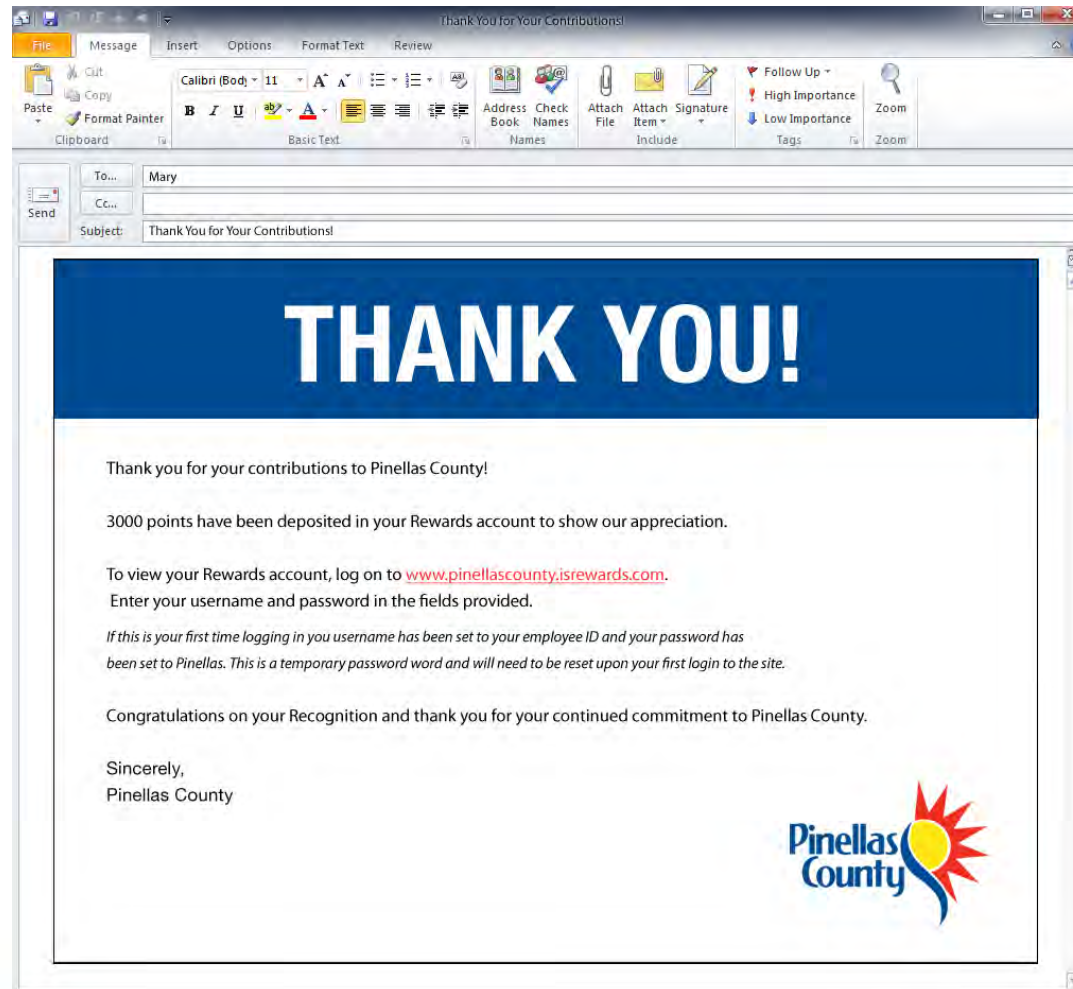 Thank You for Your Contributions!
File Message Insert Options Format Text Review
Cut
Copy
Format Painter
Paste
Clipboard
Calibri (Body 11
B I U
Basic Text
Address Book
Check Names
Names
Attach File
Attach Item
Signature
Include
Follow Up
High Importance
Low Importance
Tags
Zoom
Zoom
Send
To... Mary
Cc...
Subject: Thank You for Your Contributions!
THANK YOU!
Thank you for your contributions to Pinellas County!
3000 points have been deposited in your Rewards account to show our appreciation.
To view your Rewards account, log on to www.pinellascounty.isrewards.com.
Enter your username and password in the fields provided.
If this is your first time logging in you username has been set to your employee ID and your password has
been set to Pinellas. This is a temporary password word and will need to be reset upon your first login to the site.
Congratulations on your Recognition and thank you for your continued commitment to Pinellas County.
Sincerely,
Pinellas County
Pinellas
County